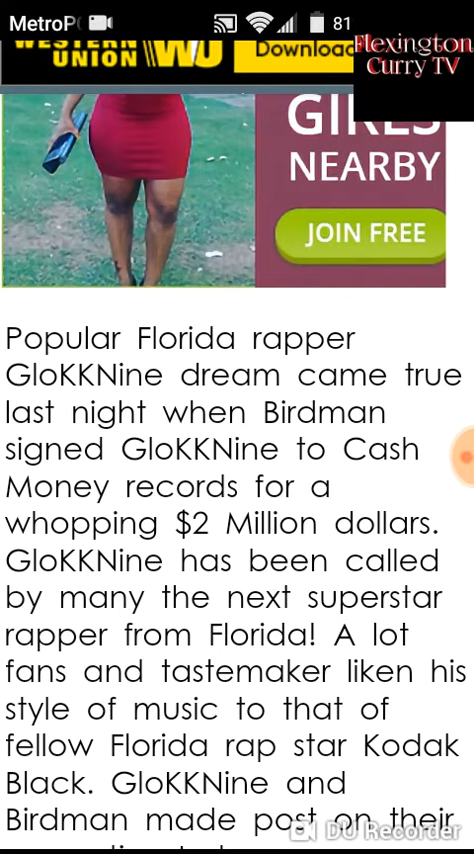 MetroP
81
WESTERN
UNION WU
Download
Flexington
Curry TV
GIRLS
NEARBY
JOIN FREE
Popular Florida rapper
GloKKNine dream came true
last night when Birdman
signed GloKKNine to Cash
Money records for a
whopping $2 Million dollars.
GloKKNine has been called
by many the next superstar
rapper from Florida! A lot
fans and tastemaker liken his
style of music to that of
fellow Florida rap star Kodak
Black. GloKKNine and
Birdman made post on their
DU Recorder